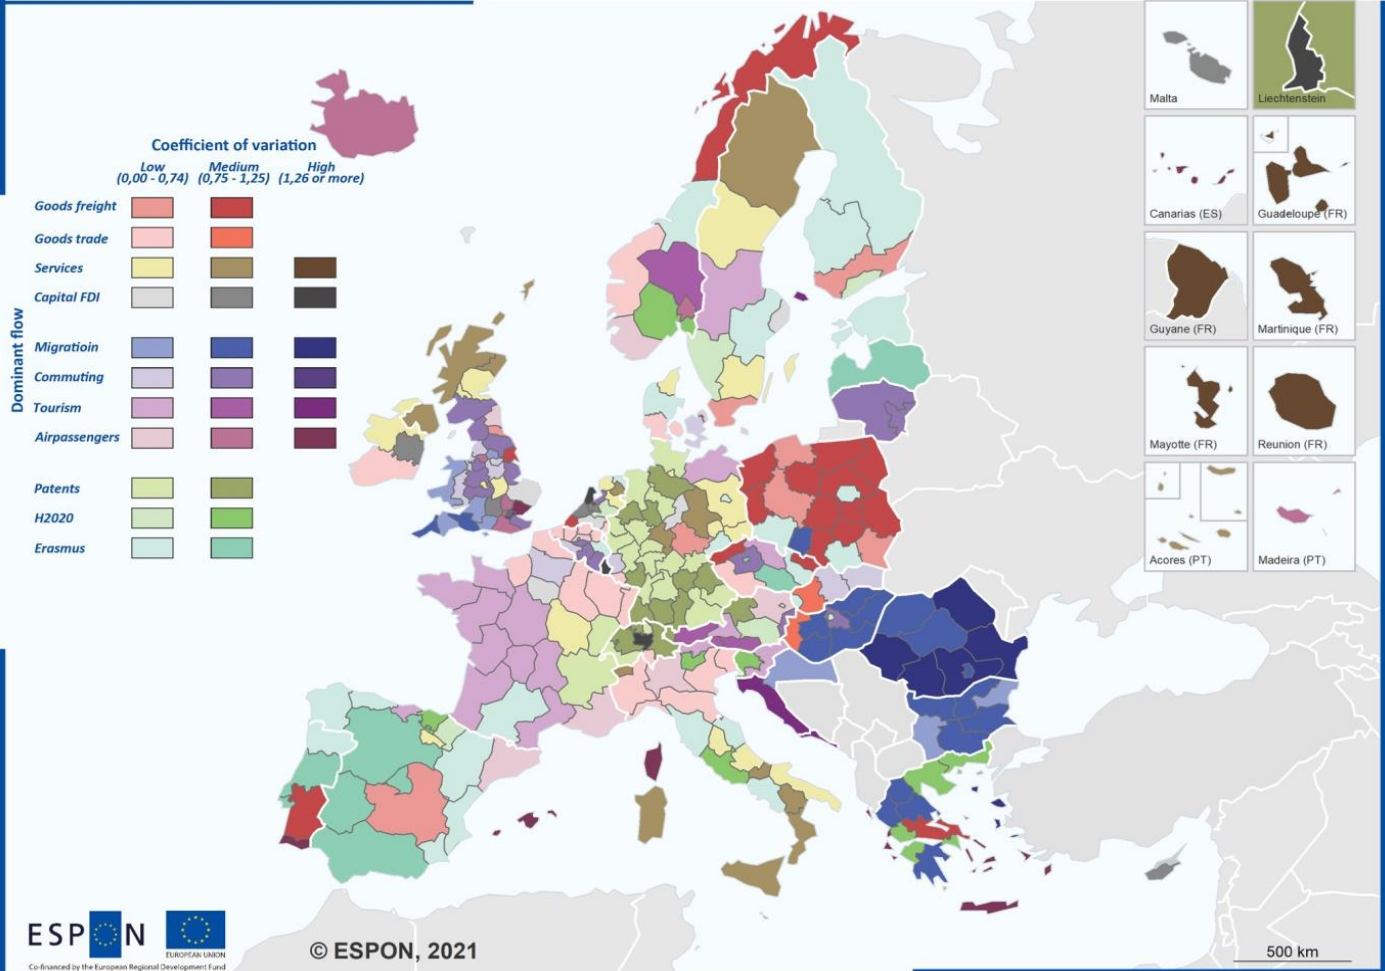 Coefficient of variation
Low Medium High
(0,00 - 0,74) (0,75 - 1,25) (1,26 or more)
Dominant flow
Goods freight
Goods trade
Services
Capital FDI
Migratioin
Commuting
Tourism
Airpassengers
Patents
H2020
Erasmus
Malta
Liechtenstein
Canarias (ES)
Guadeloupe (FR)
Guyane (FR)
Martinique (FR)
Mayotte (FR)
Reunion (FR)
Acores (PT)
Madeira (PT)
ESPON
EUROPEAN UNION
Co-financed by the European Regional Development Fund
© ESPON, 2021
500 km